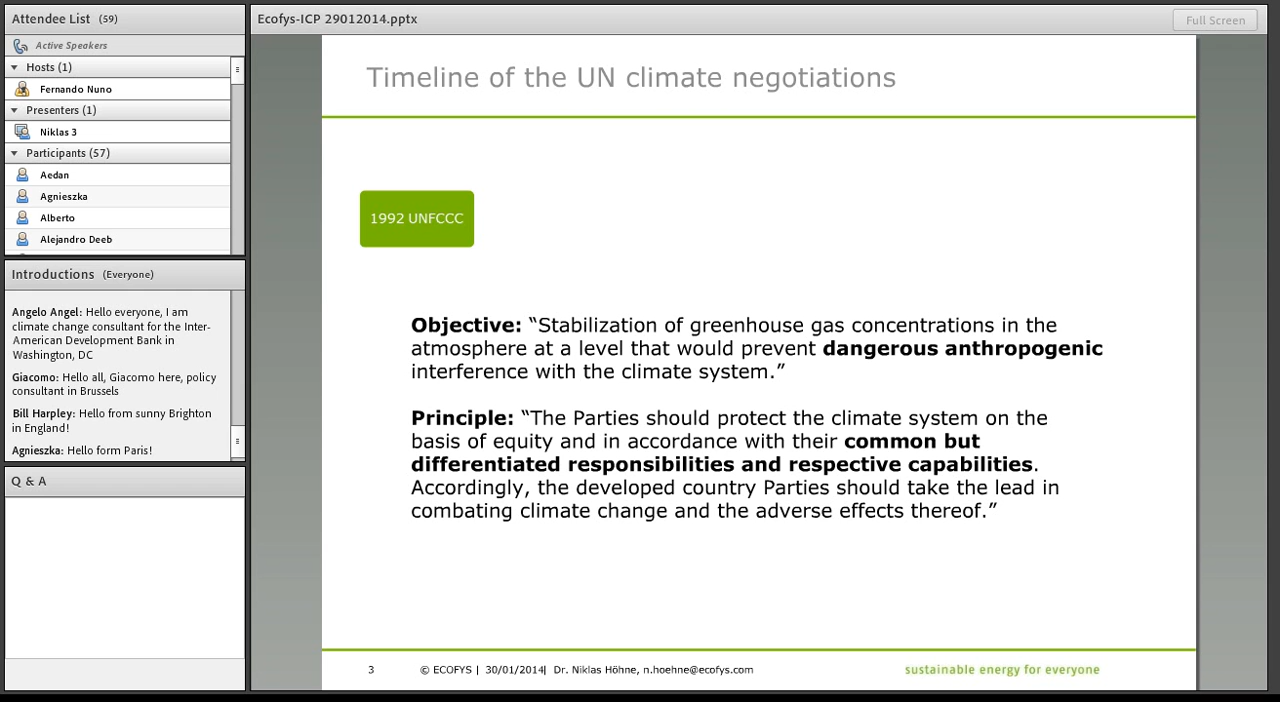 Attendee List (59)
Active Speakers
Hosts (1)
Fernando Nuno
Presenters (1)
Niklas 3
Participants (57)
Aedan
Agnieszka
Alberto
Alejandro Deeb
Introductions (Everyone)
Angelo Angel: Hello everyone, I am
climate change consultant for the Inter-
American Development Bank in
Washington, DC
Giacomo: Hello all, Giacomo here, policy
consultant in Brussels
Bill Harpley: Hello from sunny Brighton
in England!
Agnieszka: Hello form Paris!
Q & A
Ecofys-ICP 29012014.pptx
Full Screen
Timeline of the UN climate negotiations
1992 UNFCCC
Objective: “Stabilization of greenhouse gas concentrations in the
atmosphere at a level that would prevent dangerous anthropogenic
interference with the climate system.”
Principle: “The Parties should protect the climate system on the
basis of equity and in accordance with their common but
differentiated responsibilities and respective capabilities.
Accordingly, the developed country Parties should take the lead in
combating climate change and the adverse effects thereof.”
3
© ECOFYS | 30/01/2014| Dr. Niklas Höhne, n.hoehne@ecofys.com
sustainable energy for everyone